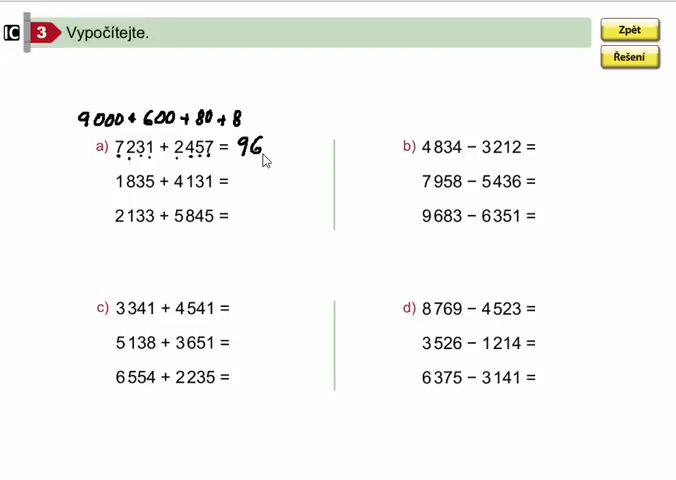 IC 3 Vypočítejte.
Zpět
Řešení
9000+600+80+8
a) 7231 + 2457 = 96
1835 + 4131 =
2133 + 5845 =
b) 4834 − 3212 =
7958 − 5436 =
9683 − 6351 =
c) 3341 + 4541 =
5138 + 3651 =
6554 + 2235 =
d) 8769 − 4523 =
3526 − 1214 =
6375 − 3141 =